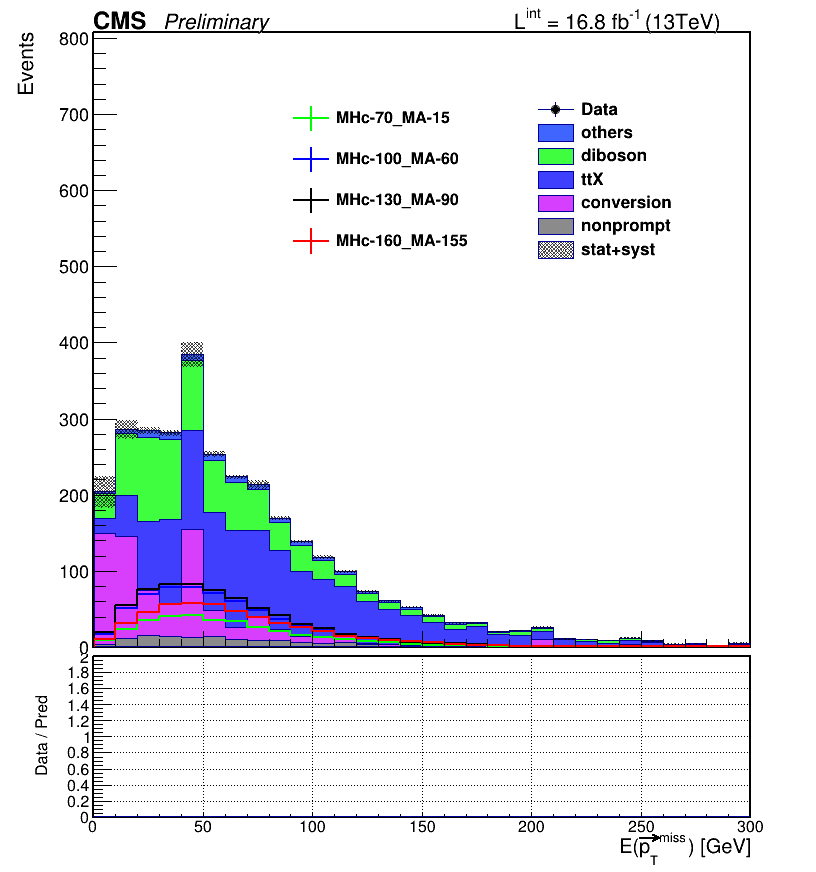 CMS Preliminary
L^int = 16.8 fb^-1 (13TeV)
Events
800
700
600
500
400
300
200
100
0
MHc-70_MA-15
MHc-100_MA-60
MHc-130_MA-90
MHc-160_MA-155
Data
others
diboson
ttX
conversion
nonprompt
stat+syst
Data / Pred
2
1.8
1.6
1.4
1.2
1
0.8
0.6
0.4
0.2
0
0 50 100 150 200 250 300
E(p⃗_T^miss) [GeV]